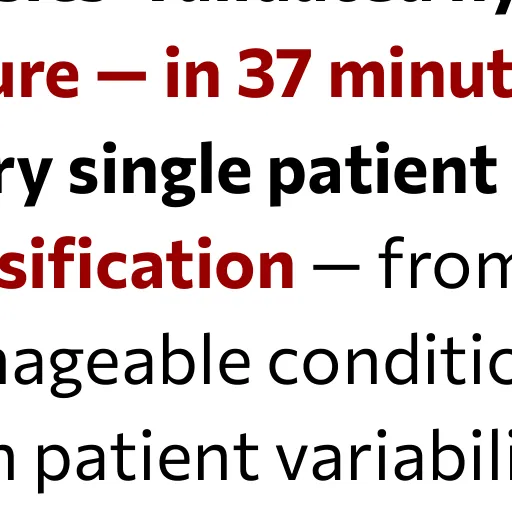 ure — in 37 minut
ry single patient
sification — from
nageable conditio
n patient variabili